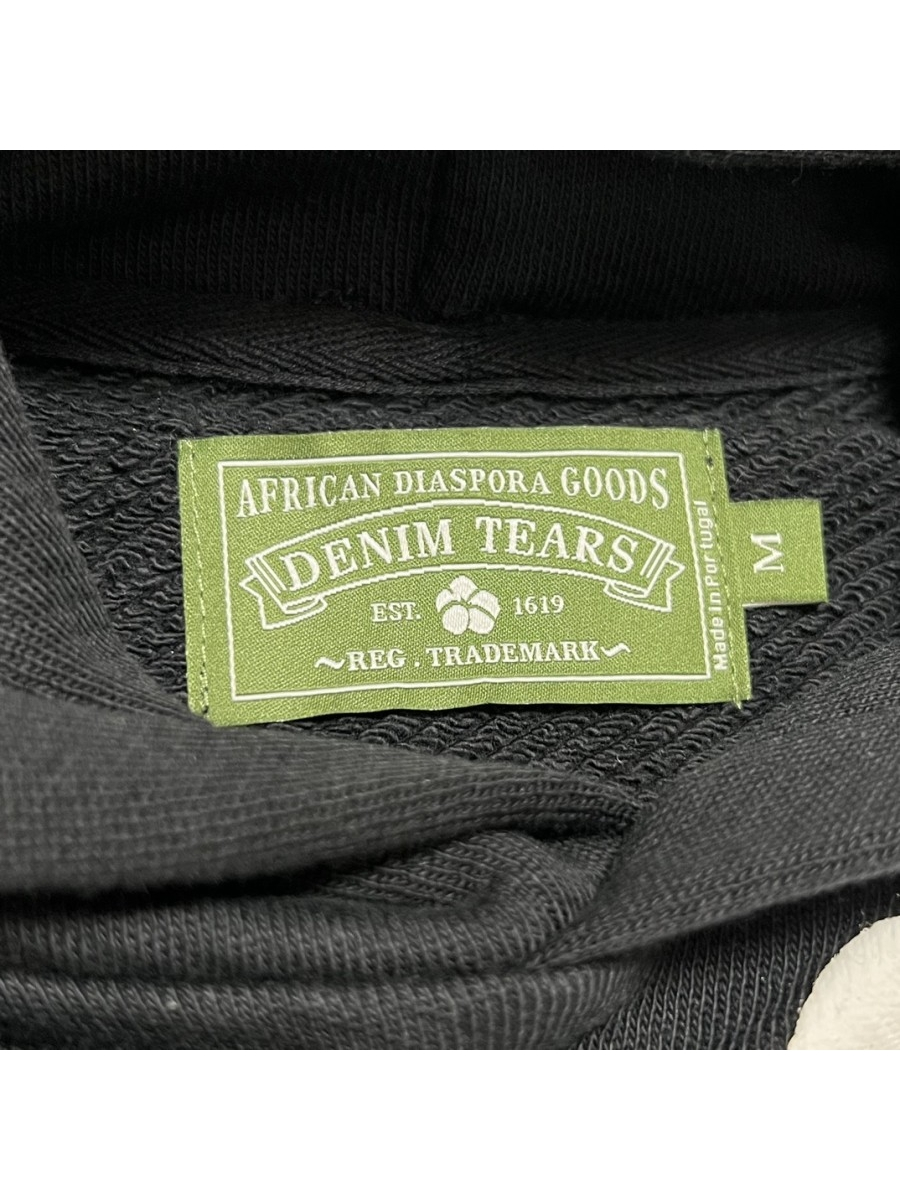 AFRICAN DIASPORA GOODS
DENIM TEARS
EST. 1619
~REG . TRADEMARK~
Made in Portugal
M